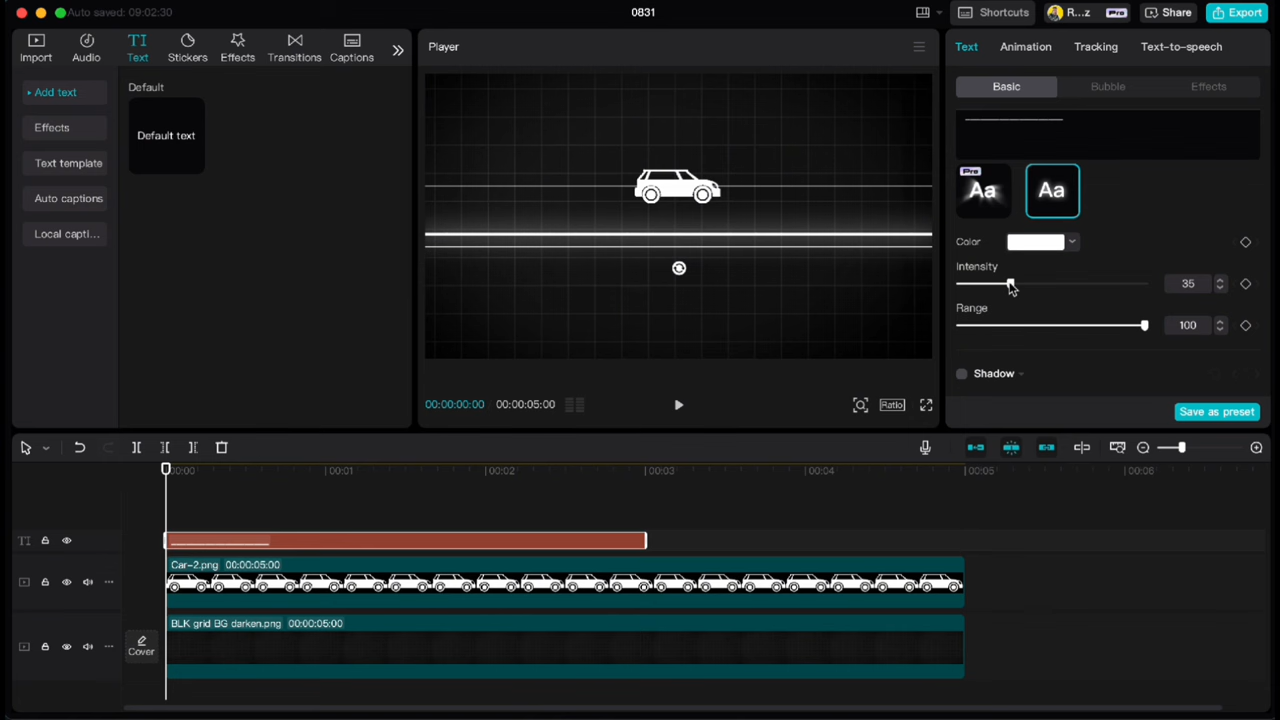 Auto saved: 09:02:30
0831
Shortcuts
R...z
Pro
Share
Export
Import
Audio
TI
Text
Stickers
Effects
Transitions
Captions
Add text
Effects
Text template
Auto captions
Local capti...
Default
Default text
Player
00:00:00:00
00:00:05:00
Ratio
Text
Animation
Tracking
Text-to-speech
Basic
Bubble
Effects
Pro
Aa
Aa
Color
Intensity
35
Range
100
Shadow
Save as preset
00:00
00:01
00:02
00:03
00:04
00:05
00:06
TI
Car-2.png 00:00:05:00
Cover
BLK grid BG darken.png 00:00:05:00